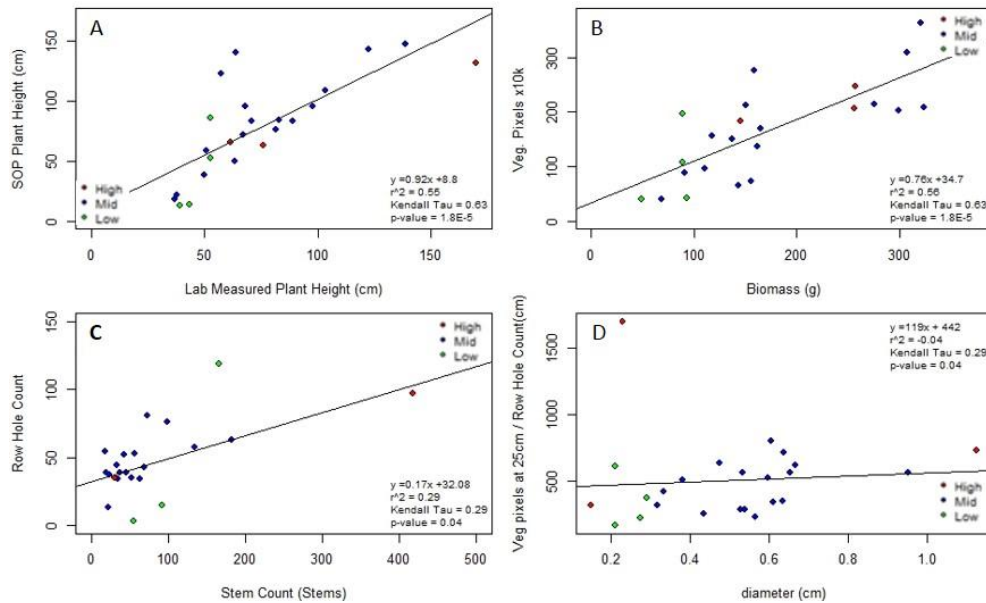 A
SOP Plant Height (cm)
150
100
50
0
High
Mid
Low
y =0.92x +8.8
r^2 = 0.55
Kendall Tau = 0.63
p-value = 1.8E-5
0 50 100 150
Lab Measured Plant Height (cm)
B
High
Mid
Low
Veg. Pixels x10k
300
200
100
0
y =0.76x +34.7
r^2 = 0.56
Kendall Tau = 0.63
p-value = 1.8E-5
0 100 200 300
Biomass (g)
C
High
Mid
Low
Row Hole Count
150
100
50
0
y =0.17x +32.08
r^2 = 0.29
Kendall Tau = 0.29
p-value = 0.04
0 100 200 300 400 500
Stem Count (Stems)
D
y =119x + 442
r^2 = -0.04
Kendall Tau = 0.29
p-value = 0.04
Veg pixels at 25cm / Row Hole Count(cm)
1500
1000
500
High
Mid
Low
0.2 0.4 0.6 0.8 1.0
diameter (cm)